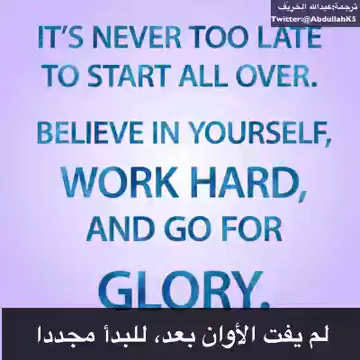 ترجمة:عبدالله الخريف
Twitter:@AbdullahK5
IT'S NEVER TOO LATE
TO START ALL OVER.
BELIEVE IN YOURSELF,
WORK HARD,
AND GO FOR
GLORY.
لم يفت الأوان بعد، للبدأ مجددا